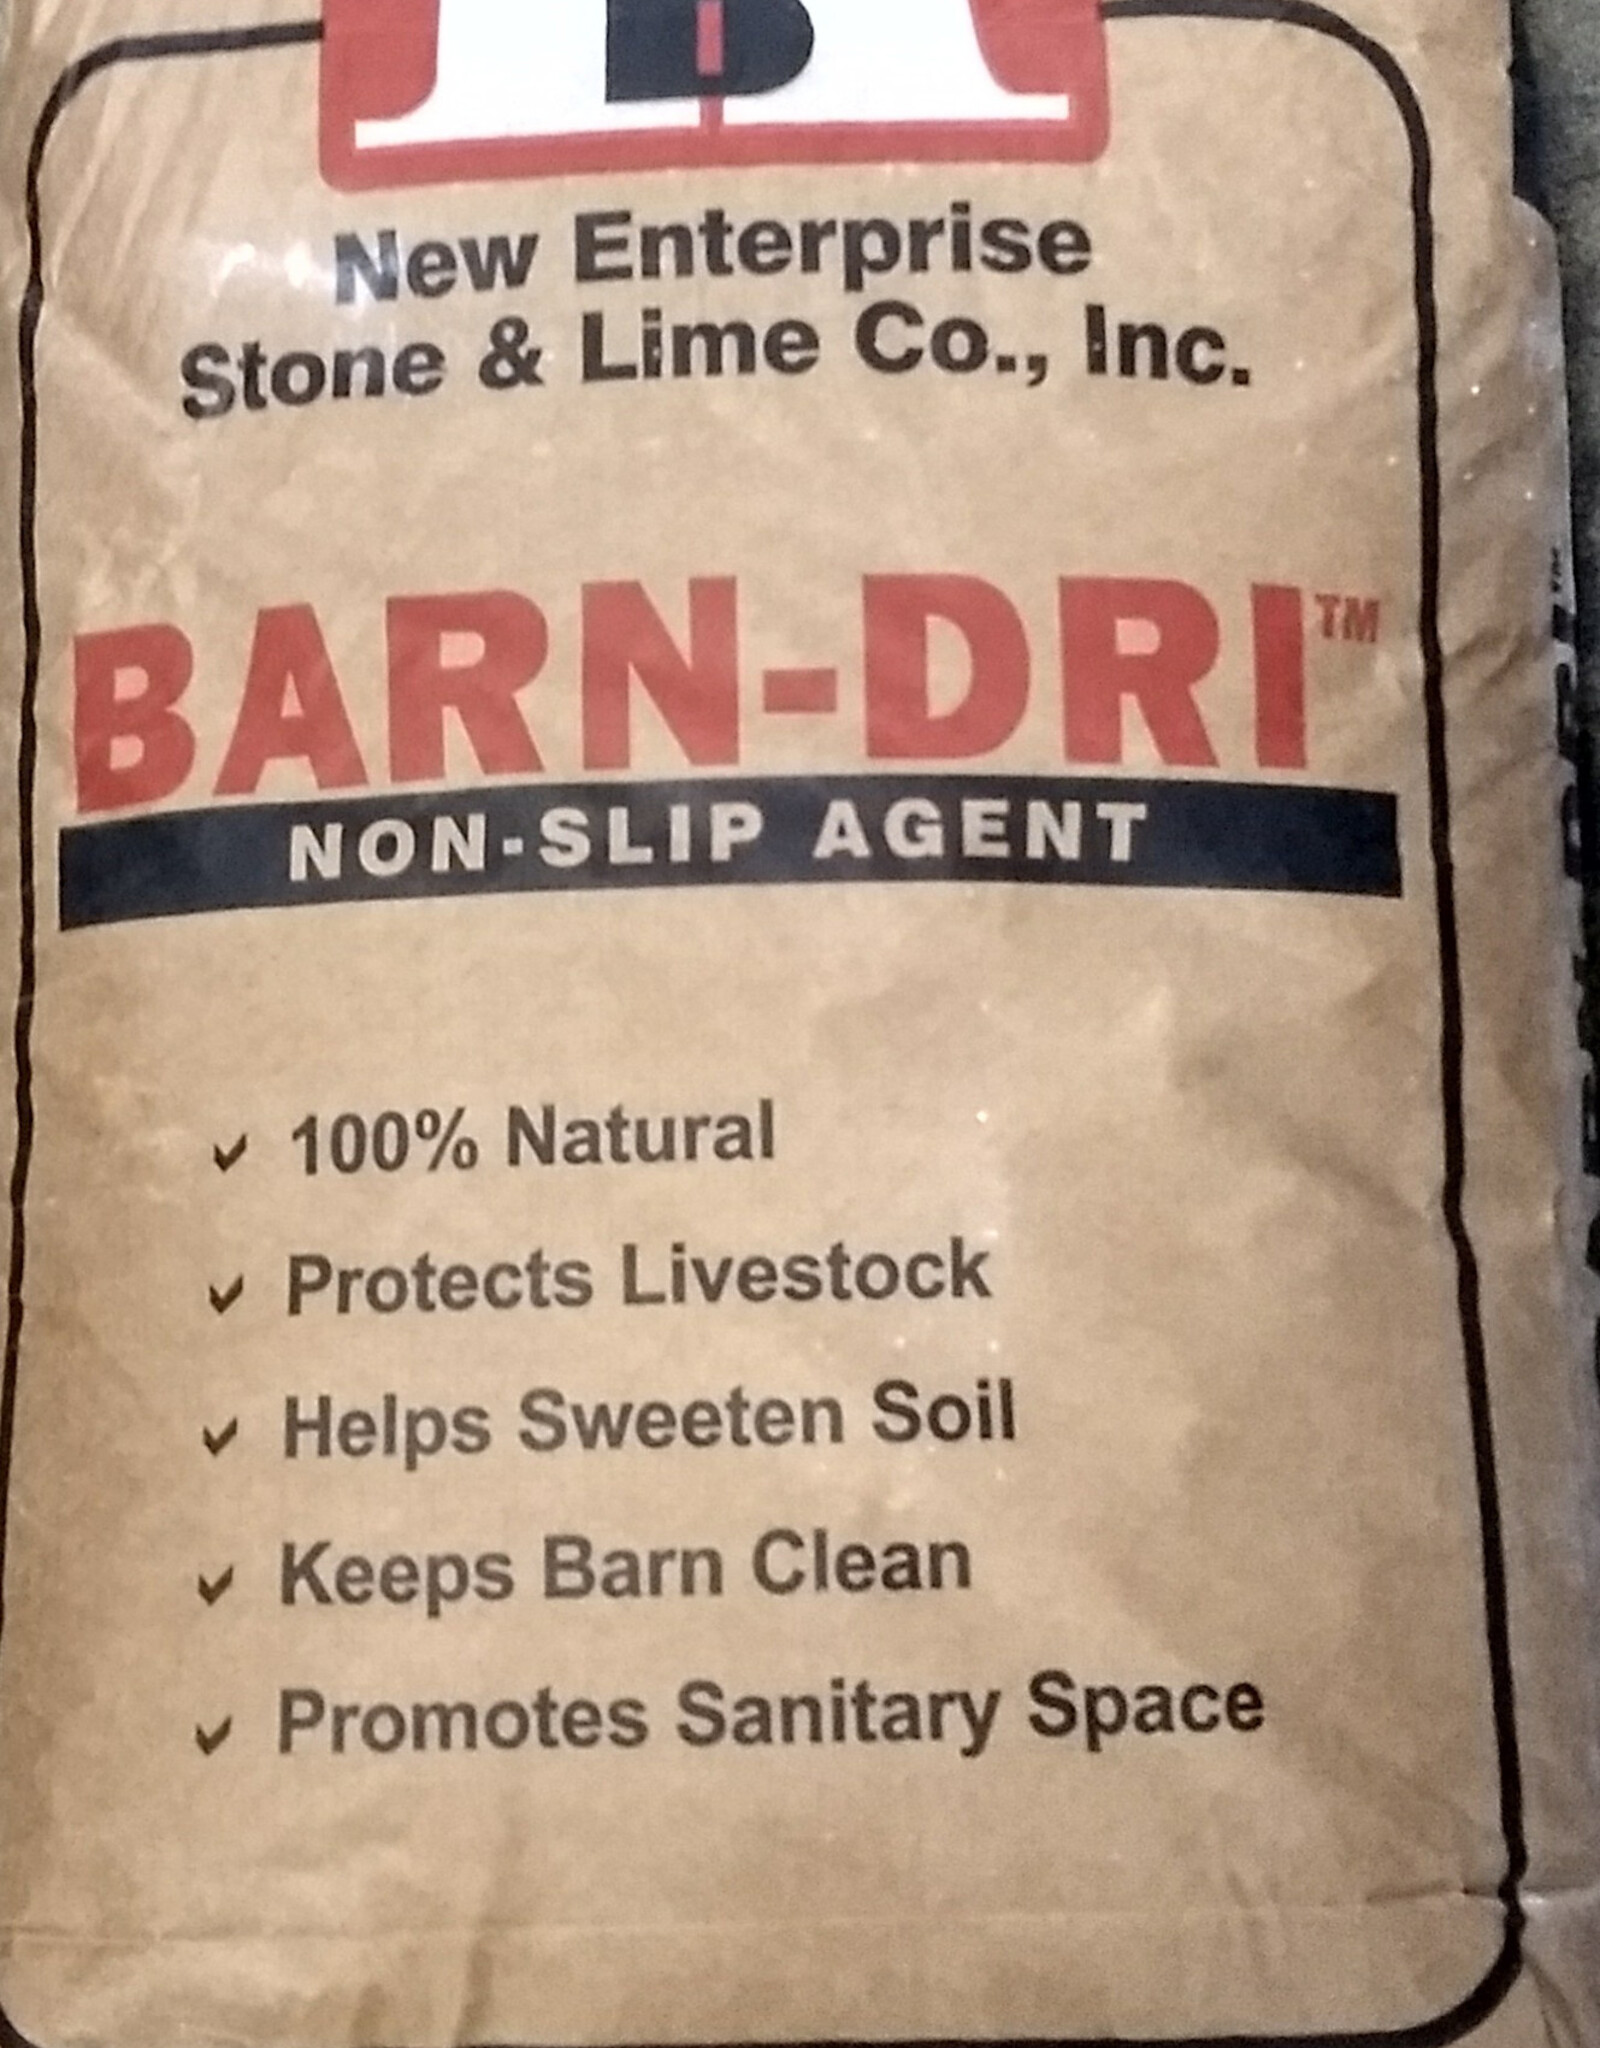 New Enterprise
Stone & Lime Co., Inc.
BARN-DRI™
NON-SLIP AGENT
✓ 100% Natural
✓ Protects Livestock
✓ Helps Sweeten Soil
✓ Keeps Barn Clean
✓ Promotes Sanitary Space